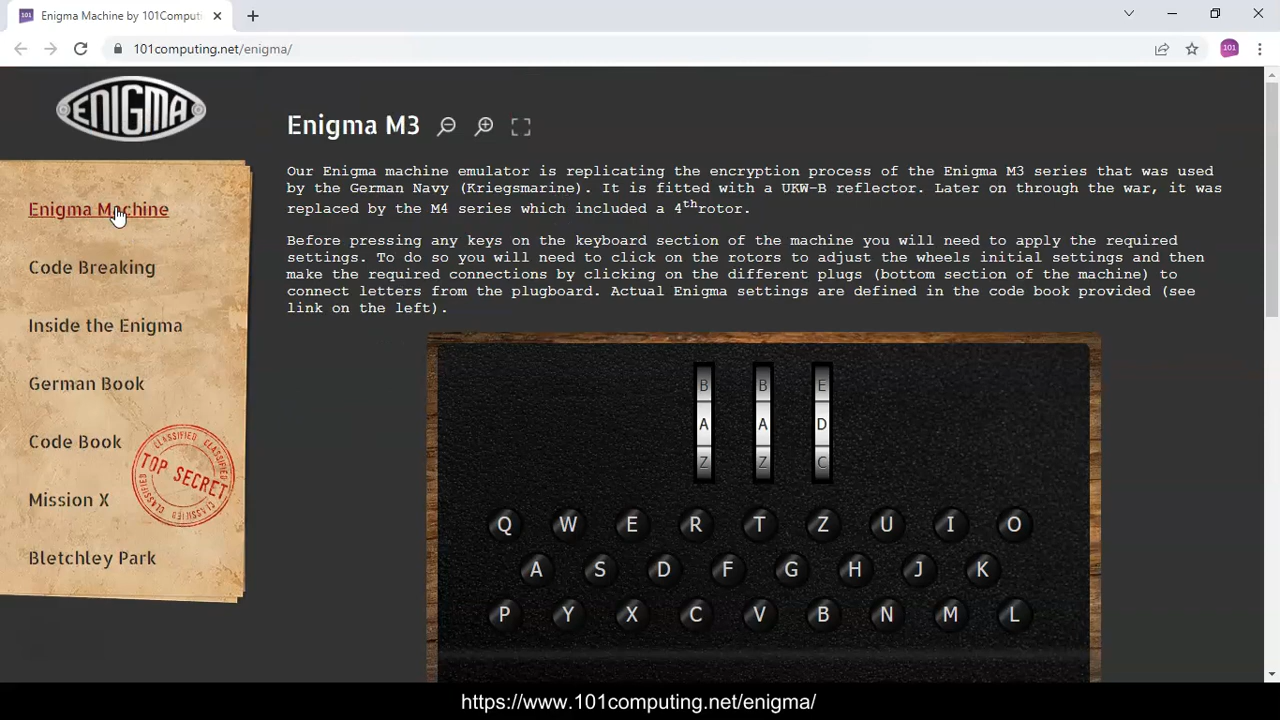 101 Enigma Machine by 101Comput
101computing.net/enigma/
101
ENIGMA
Enigma Machine
Code Breaking
Inside the Enigma
German Book
Code Book
Mission X
Bletchley Park
CLASSIFIED CLASSIFIED
TOP SECRET
CLASSIFIED CLASSIFIED
Enigma M3
Our Enigma machine emulator is replicating the encryption process of the Enigma M3 series that was used
by the German Navy (Kriegsmarine). It is fitted with a UKW-B reflector. Later on through the war, it was
replaced by the M4 series which included a 4th rotor.
Before pressing any keys on the keyboard section of the machine you will need to apply the required
settings. To do so you will need to click on the rotors to adjust the wheels initial settings and then
make the required connections by clicking on the different plugs (bottom section of the machine) to
connect letters from the plugboard. Actual Enigma settings are defined in the code book provided (see
link on the left).
B B E
A A D
Z Z C
Q W E R T Z U I O
A S D F G H J K
P Y X C V B N M L
https://www.101computing.net/enigma/